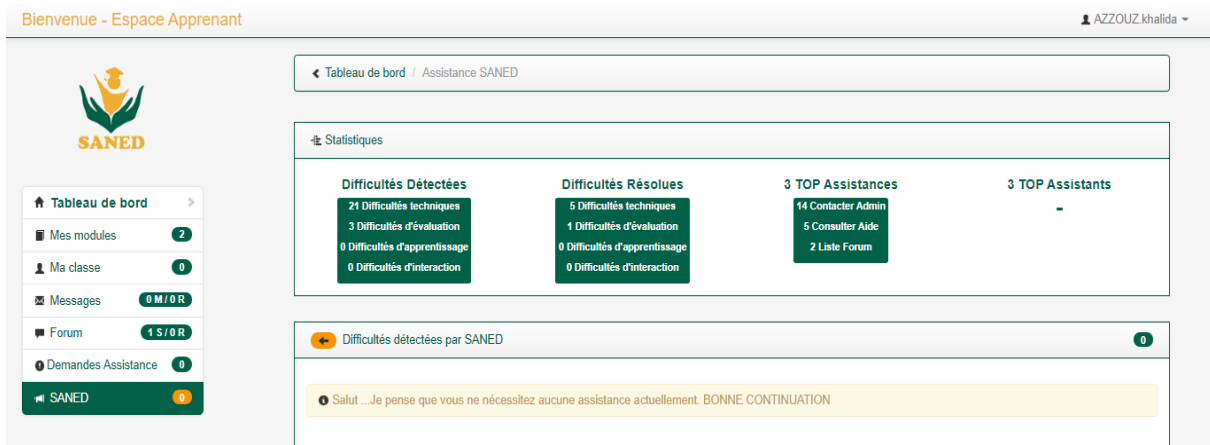 Bienvenue - Espace Apprenant
AZZOUZ.khalida
SANED
Tableau de bord / Assistance SANED
Statistiques
Difficultés Détectées
21 Difficultés techniques
3 Difficultés d'évaluation
0 Difficultés d'apprentissage
0 Difficultés d'interaction
Difficultés Résolues
5 Difficultés techniques
1 Difficultés d'évaluation
0 Difficultés d'apprentissage
0 Difficultés d'interaction
3 TOP Assistances
14 Contacter Admin
5 Consulter Aide
2 Liste Forum
3 TOP Assistants
-
Tableau de bord
Mes modules 2
Ma classe 0
Messages 0 M / 0 R
Forum 1 S / 0 R
Demandes Assistance 0
SANED 0
Difficultés détectées par SANED 0
Salut ...Je pense que vous ne nécessitez aucune assistance actuellement. BONNE CONTINUATION